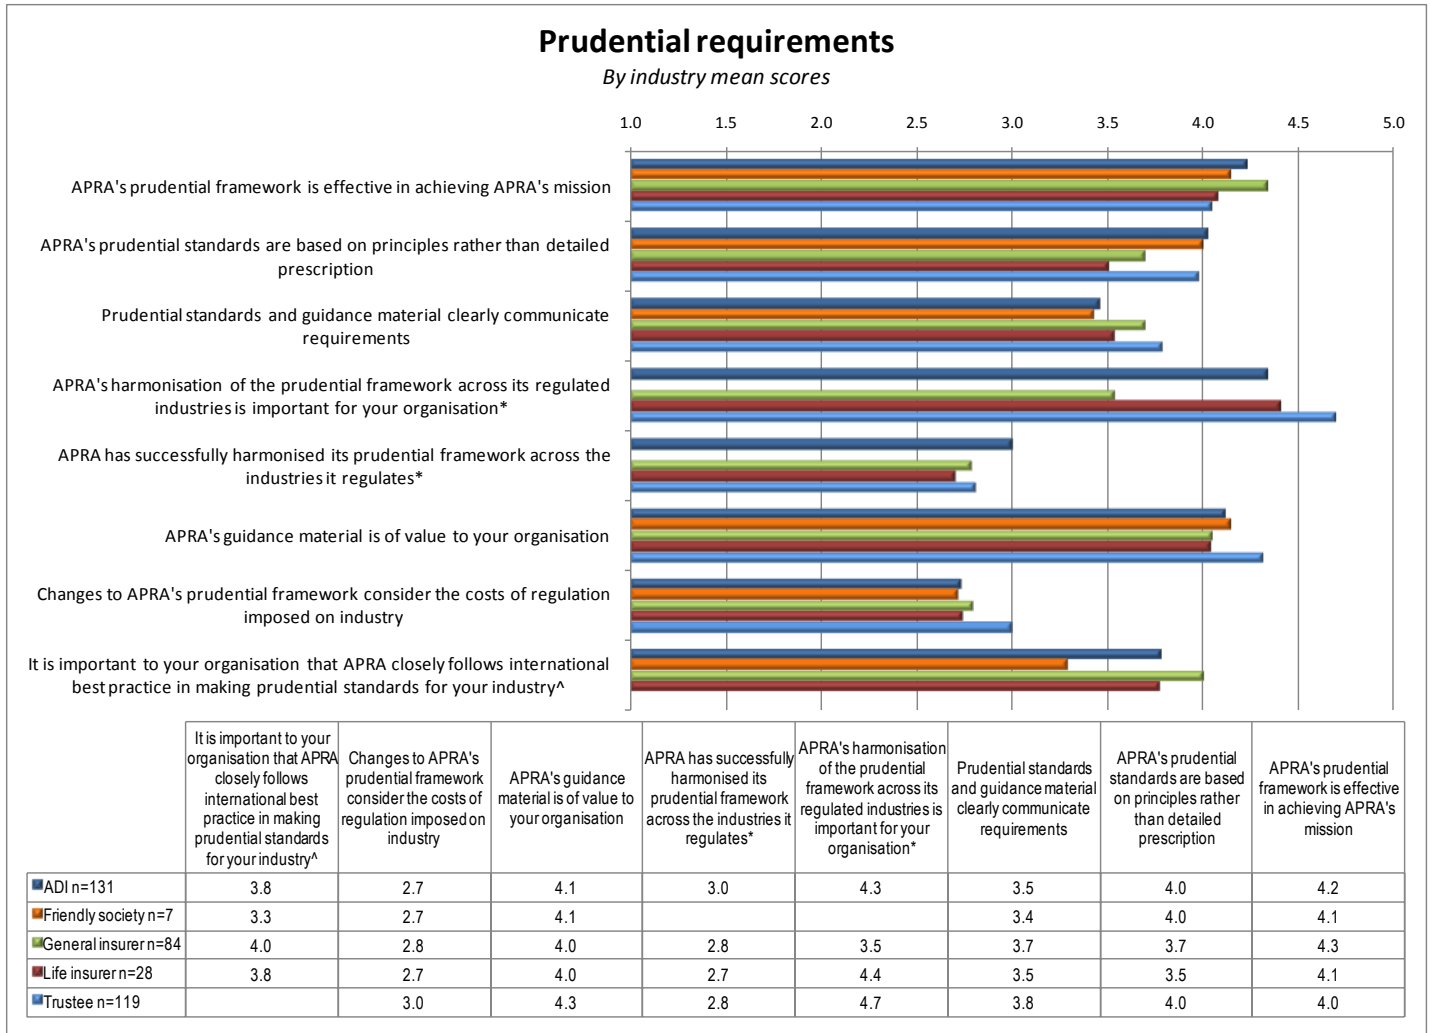 Prudential requirements
By industry mean scores
1.0 1.5 2.0 2.5 3.0 3.5 4.0 4.5 5.0
APRA's prudential framework is effective in achieving APRA's mission
APRA's prudential standards are based on principles rather than detailed
prescription
Prudential standards and guidance material clearly communicate
requirements
APRA's harmonisation of the prudential framework across its regulated
industries is important for your organisation*
APRA has successfully harmonised its prudential framework across the
industries it regulates*
APRA's guidance material is of value to your organisation
Changes to APRA's prudential framework consider the costs of regulation
imposed on industry
It is important to your organisation that APRA closely follows international
best practice in making prudential standards for your industry^
It is important to your
organisation that APRA
closely follows
international best
practice in making
prudential standards
for your industry^
Changes to APRA's
prudential framework
consider the costs of
regulation imposed on
industry
APRA's guidance
material is of value to
your organisation
APRA has successfully
harmonised its
prudential framework
across the industries it
regulates*
APRA's harmonisation
of the prudential
framework across its
regulated industries is
important for your
organisation*
Prudential standards
and guidance material
clearly communicate
requirements
APRA's prudential
standards are based
on principles rather
than detailed
prescription
APRA's prudential
framework is effective
in achieving APRA's
mission
ADI n=131 3.8 2.7 4.1 3.0 4.3 3.5 4.0 4.2
Friendly society n=7 3.3 2.7 4.1 3.4 4.0 4.1
General insurer n=84 4.0 2.8 4.0 2.8 3.5 3.7 3.7 4.3
Life insurer n=28 3.8 2.7 4.0 2.7 4.4 3.5 3.5 4.1
Trustee n=119 3.0 4.3 2.8 4.7 3.8 4.0 4.0